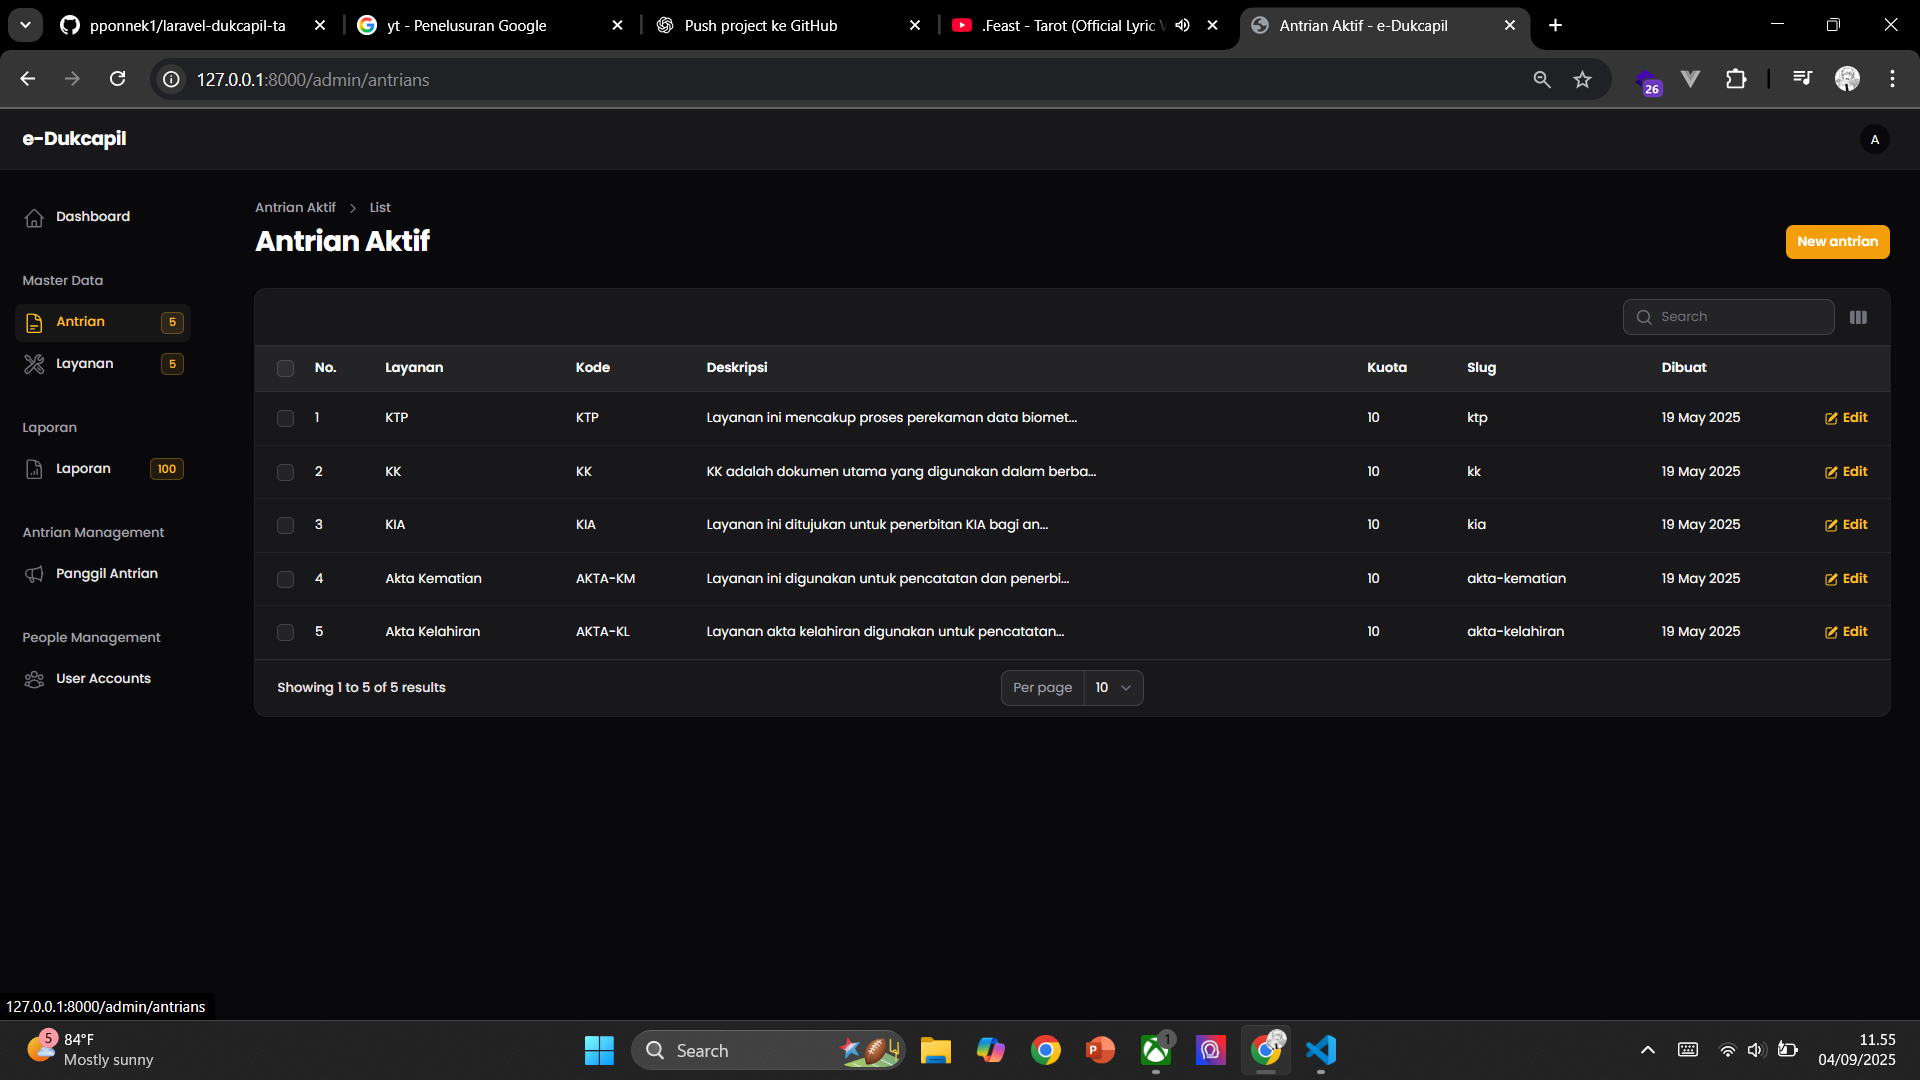 pponnek1/laravel-dukcapil-ta
yt - Penelusuran Google
Push project ke GitHub
.Feast - Tarot (Official Lyric V
Antrian Aktif - e-Dukcapil
127.0.0.1:8000/admin/antrians
26
e-Dukcapil
A
Dashboard
Master Data
Antrian 5
Layanan 5
Laporan
Laporan 100
Antrian Management
Panggil Antrian
People Management
User Accounts
Antrian Aktif > List
Antrian Aktif
New antrian
Search
No. Layanan Kode Deskripsi Kuota Slug Dibuat
1 KTP KTP Layanan ini mencakup proses perekaman data biomet... 10 ktp 19 May 2025 Edit
2 KK KK KK adalah dokumen utama yang digunakan dalam berba... 10 kk 19 May 2025 Edit
3 KIA KIA Layanan ini ditujukan untuk penerbitan KIA bagi an... 10 kia 19 May 2025 Edit
4 Akta Kematian AKTA-KM Layanan ini digunakan untuk pencatatan dan penerbi... 10 akta-kematian 19 May 2025 Edit
5 Akta Kelahiran AKTA-KL Layanan akta kelahiran digunakan untuk pencatatan... 10 akta-kelahiran 19 May 2025 Edit
Showing 1 to 5 of 5 results
Per page 10
127.0.0.1:8000/admin/antrians
5
84°F
Mostly sunny
Search
P
1
11.55
04/09/2025